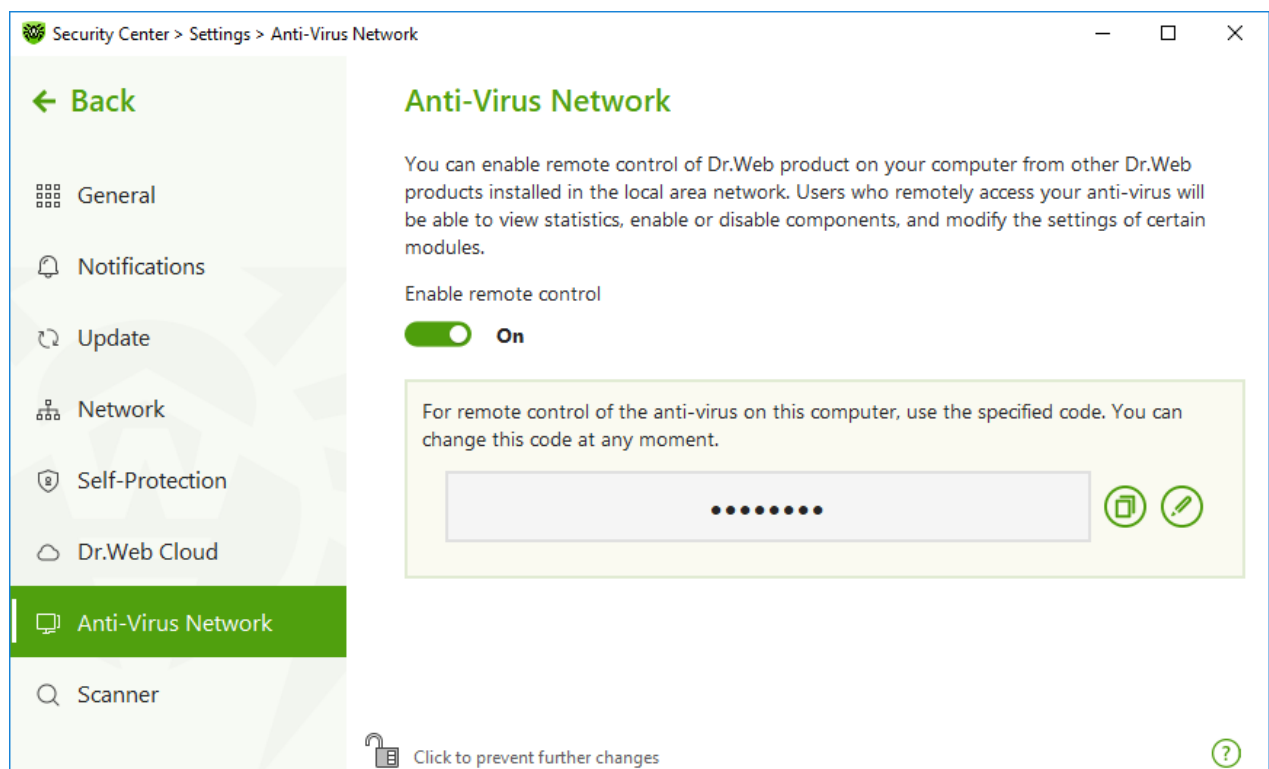 Security Center > Settings > Anti-Virus Network
Back
General
Notifications
Update
Network
Self-Protection
Dr.Web Cloud
Anti-Virus Network
Scanner
Anti-Virus Network
You can enable remote control of Dr.Web product on your computer from other Dr.Web
products installed in the local area network. Users who remotely access your anti-virus will
be able to view statistics, enable or disable components, and modify the settings of certain
modules.
Enable remote control
On
For remote control of the anti-virus on this computer, use the specified code. You can
change this code at any moment.
••••••••
Click to prevent further changes
?